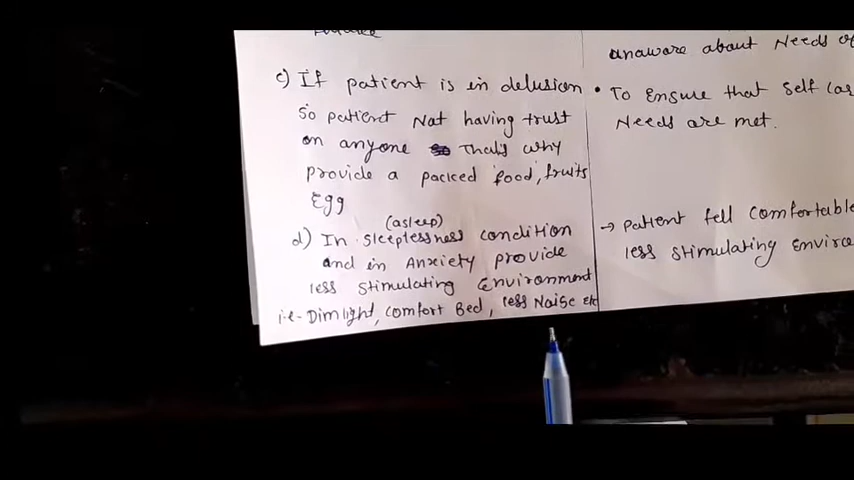 c) If patient is in delusion
So patient Not having trust
on anyone That's why
provide a packed food, fruits
Egg
(asleep)
d) In sleeplessness condition
and in Anxiety provide
less stimulating Environment
i.e- Dimlight, comfort Bed, less Noise etc
anaware about Needs of
• To Ensure that Self Car
Needs are met.
→ patient fell comfortable
less stimulating envir